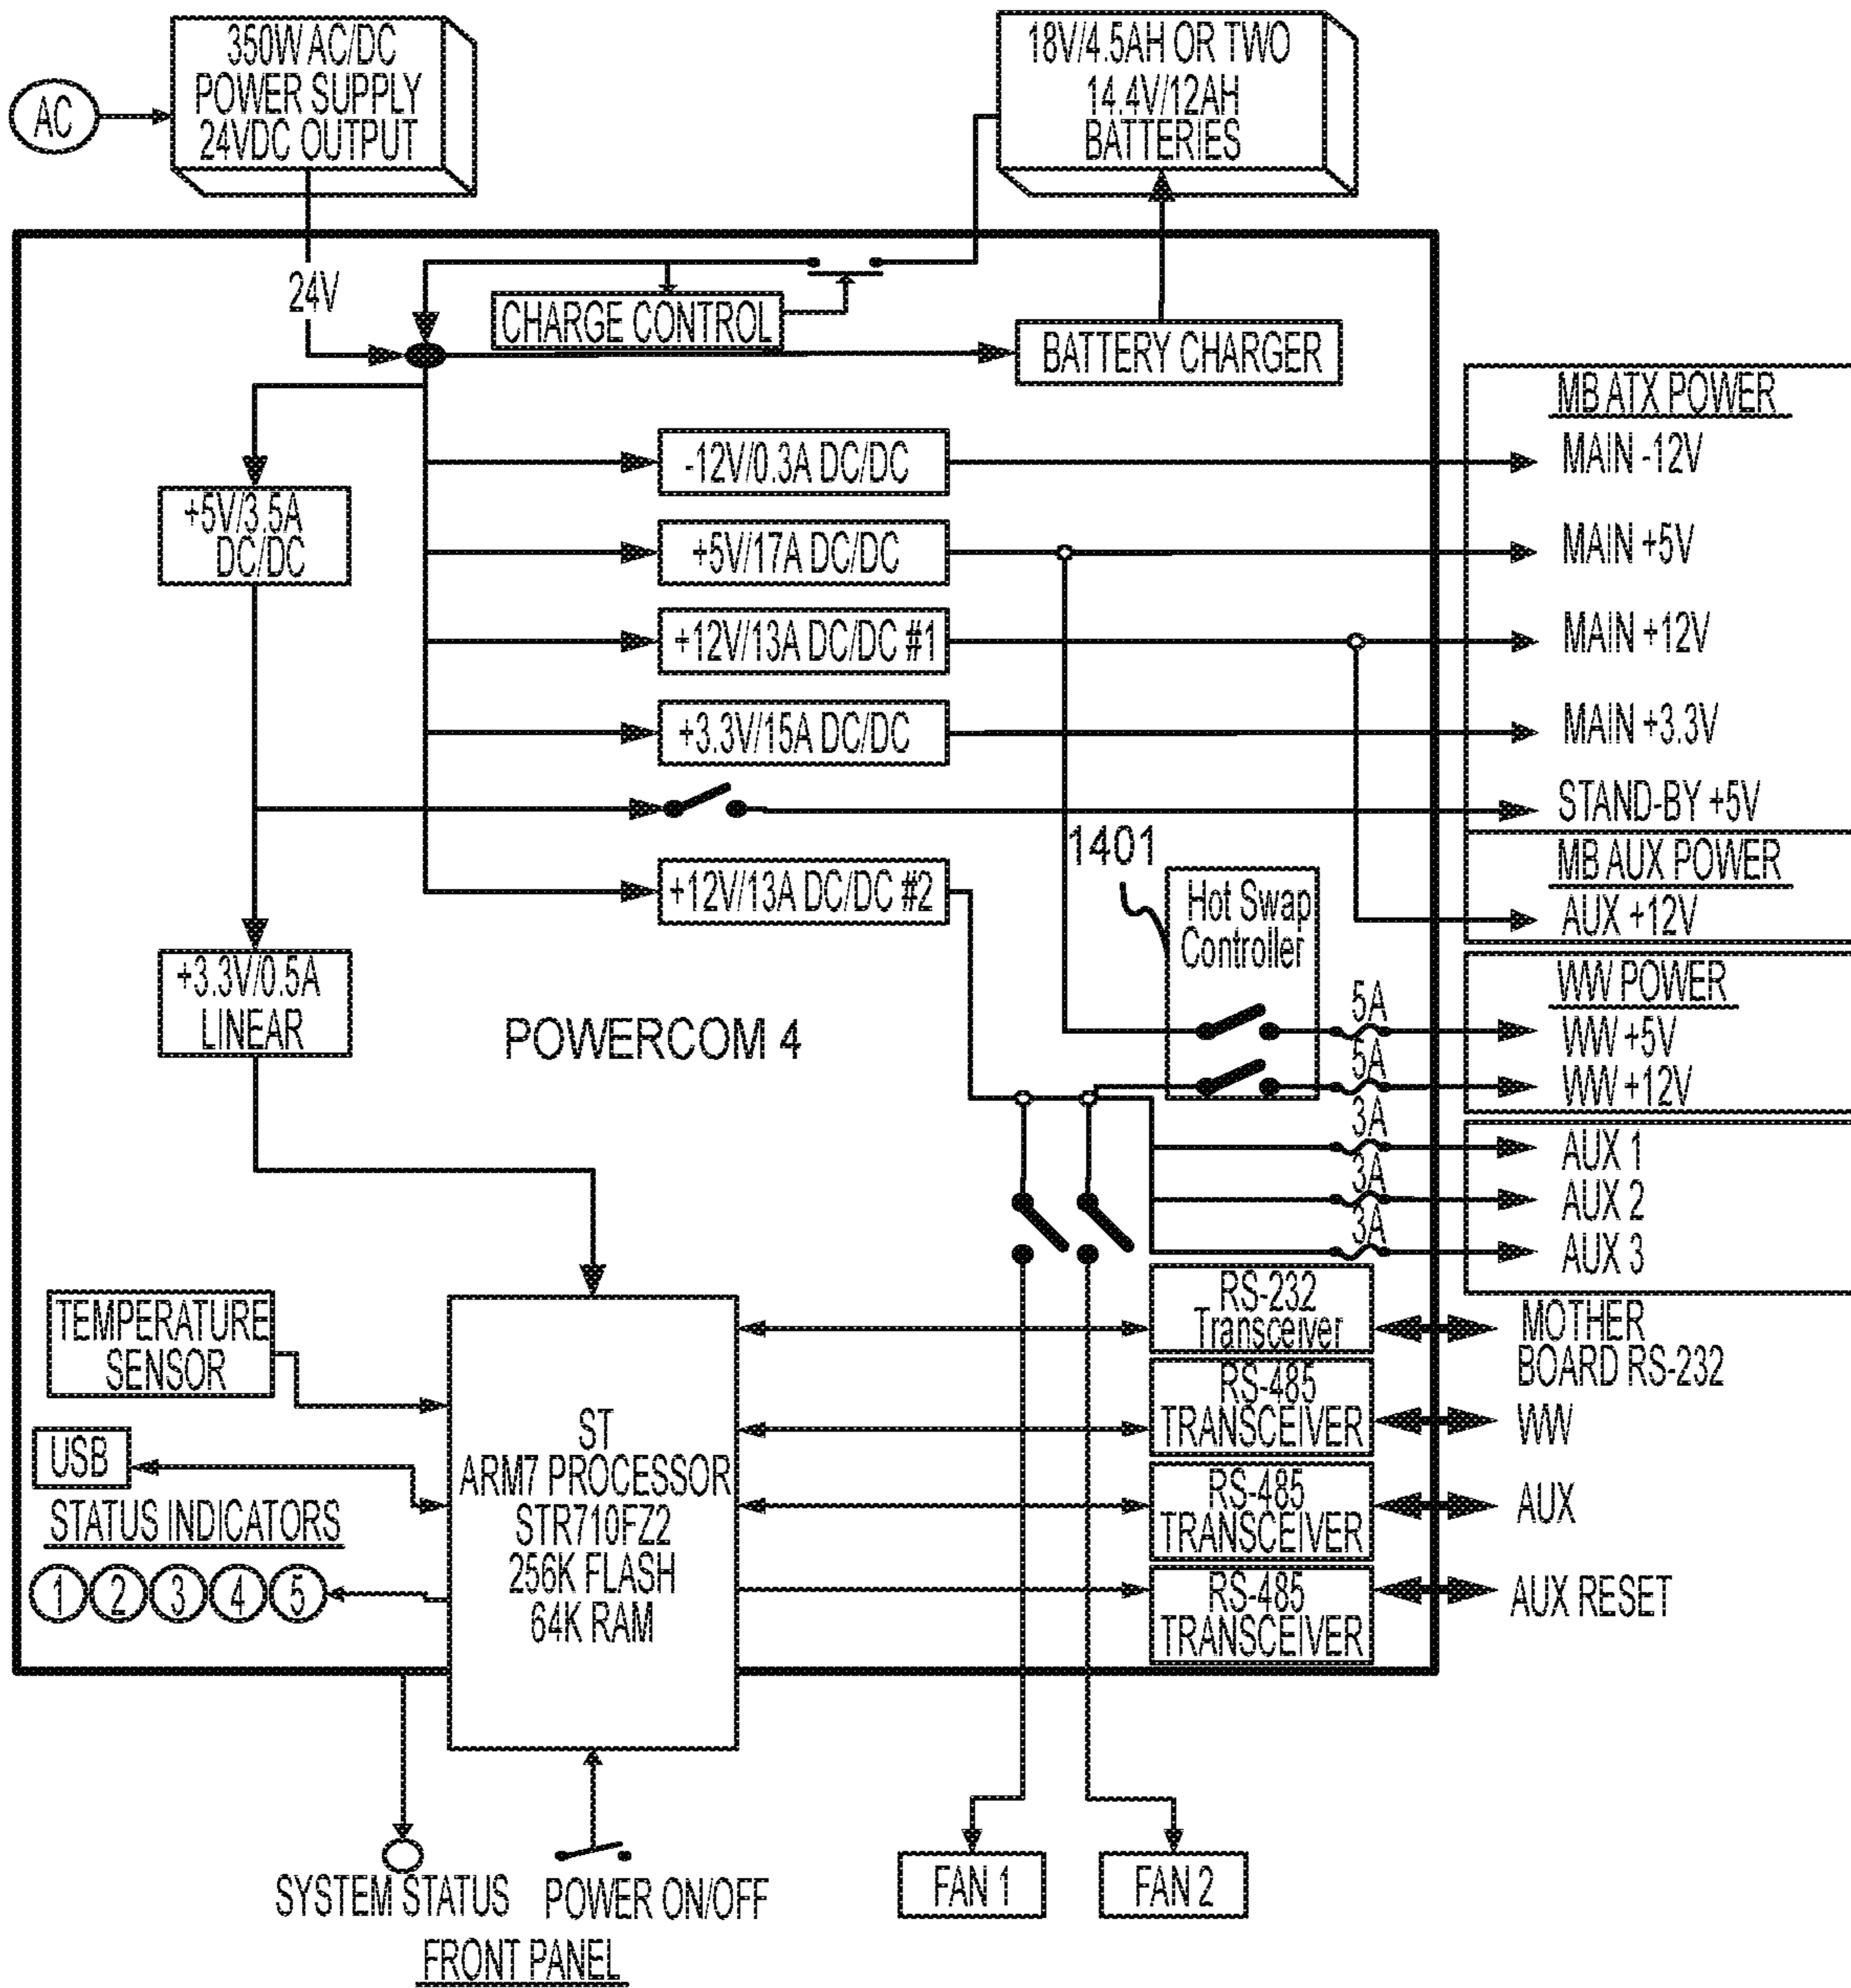 350W AC/DC
POWER SUPPLY
24VDC OUTPUT
18V/4.5AH OR TWO
14.4V/12AH
BATTERIES
AC
24V
CHARGE CONTROL
BATTERY CHARGER
MB ATX POWER
-12V/0.3A DC/DC
MAIN -12V
+5V/3.5A
DC/DC
+5V/17A DC/DC
MAIN +5V
+12V/13A DC/DC #1
MAIN +12V
+3.3V/15A DC/DC
MAIN +3.3V
STAND-BY +5V
1401
MB AUX POWER
+12V/13A DC/DC #2
Hot Swap
Controller
AUX +12V
+3.3V/0.5A
LINEAR
POWERCOM 4
WW POWER
5A
WW +5V
5A
WW +12V
3A
AUX 1
3A
AUX 2
3A
AUX 3
TEMPERATURE
SENSOR
RS-232
Transceiver
MOTHER
BOARD RS-232
USB
ST
ARM7 PROCESSOR
STR710FZ2
256K FLASH
64K RAM
RS-485
TRANSCEIVER
WW
RS-485
TRANSCEIVER
AUX
STATUS INDICATORS
1 2 3 4 5
RS-485
TRANSCEIVER
AUX RESET
SYSTEM STATUS
POWER ON/OFF
FRONT PANEL
FAN 1
FAN 2